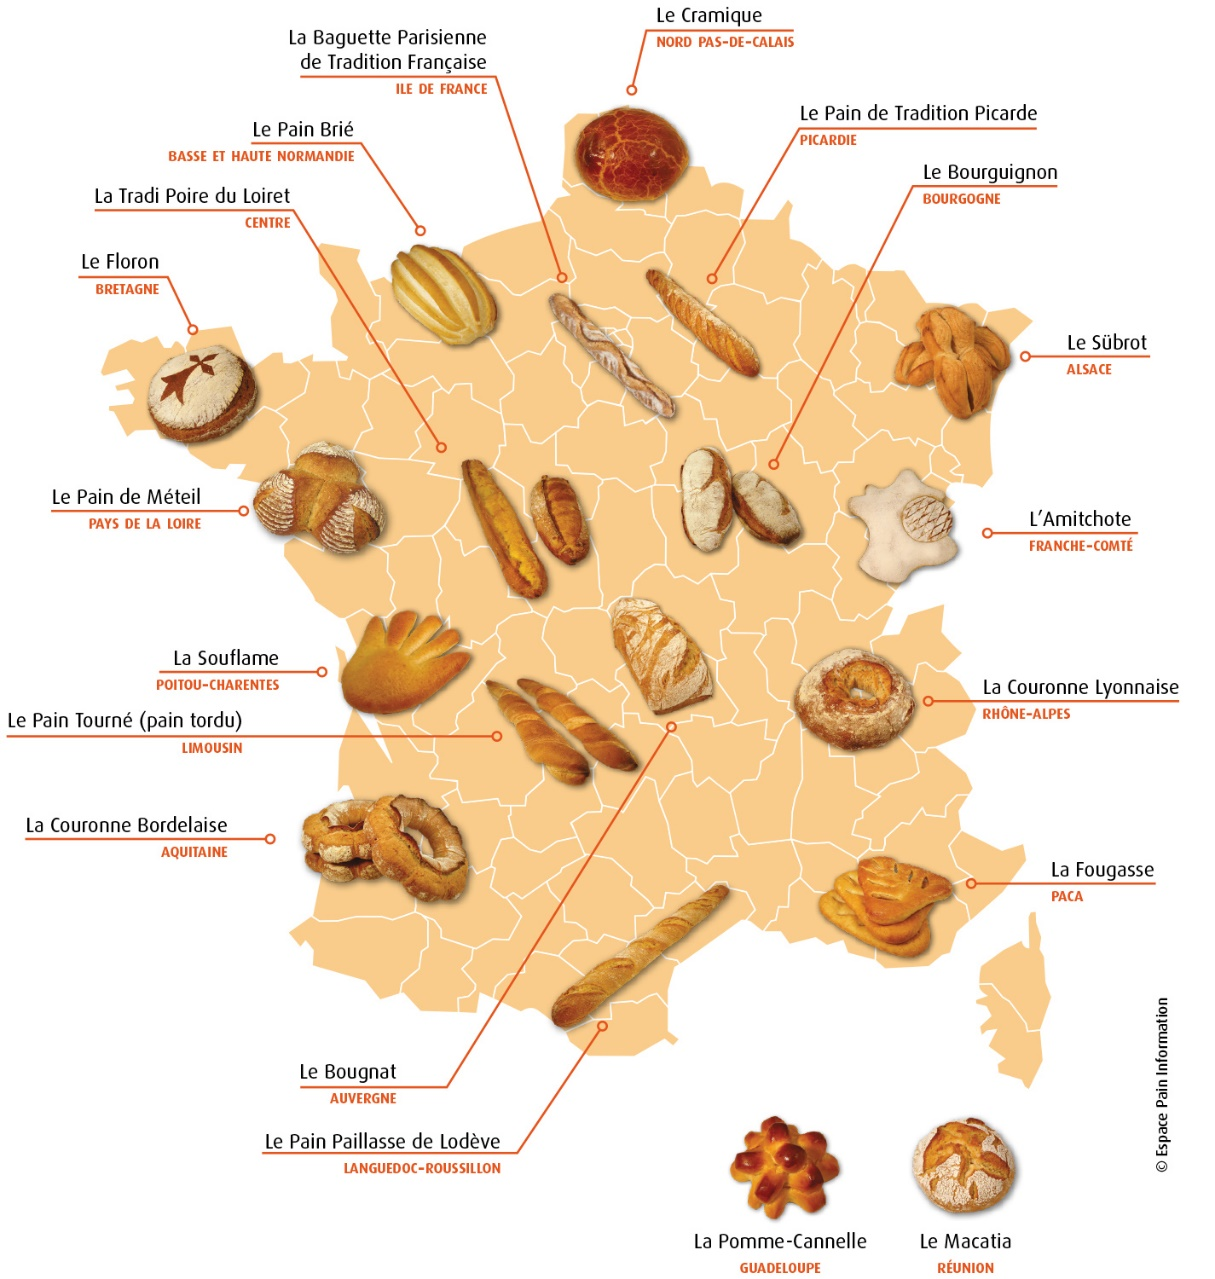 Le Cramique
NORD PAS-DE-CALAIS
La Baguette Parisienne
de Tradition Française
ILE DE FRANCE
Le Pain de Tradition Picarde
PICARDIE
Le Pain Brié
BASSE ET HAUTE NORMANDIE
Le Bourguignon
BOURGOGNE
La Tradi Poire du Loiret
CENTRE
Le Floron
BRETAGNE
Le Sübrot
ALSACE
Le Pain de Méteil
PAYS DE LA LOIRE
L'Amitchote
FRANCHE-COMTÉ
La Souflame
POITOU-CHARENTES
La Couronne Lyonnaise
RHÔNE-ALPES
Le Pain Tourné (pain tordu)
LIMOUSIN
La Couronne Bordelaise
AQUITAINE
La Fougasse
PACA
Le Bougnat
AUVERGNE
Le Pain Paillasse de Lodève
LANGUEDOC-ROUSSILLON
© Espace Pain Information
La Pomme-Cannelle
GUADELOUPE
Le Macatia
RÉUNION